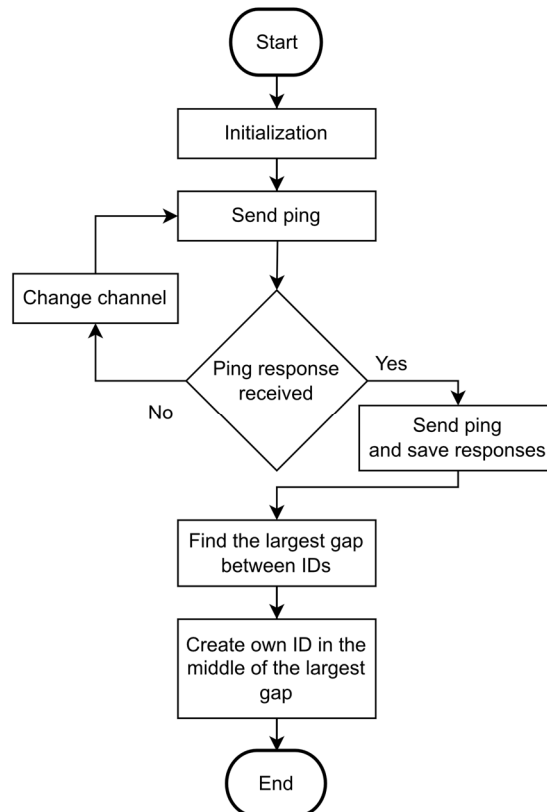 Start
Initialization
Send ping
Change channel
Ping response
received
Yes
No
Send ping
and save responses
Find the largest gap
between IDs
Create own ID in the
middle of the largest
gap
End